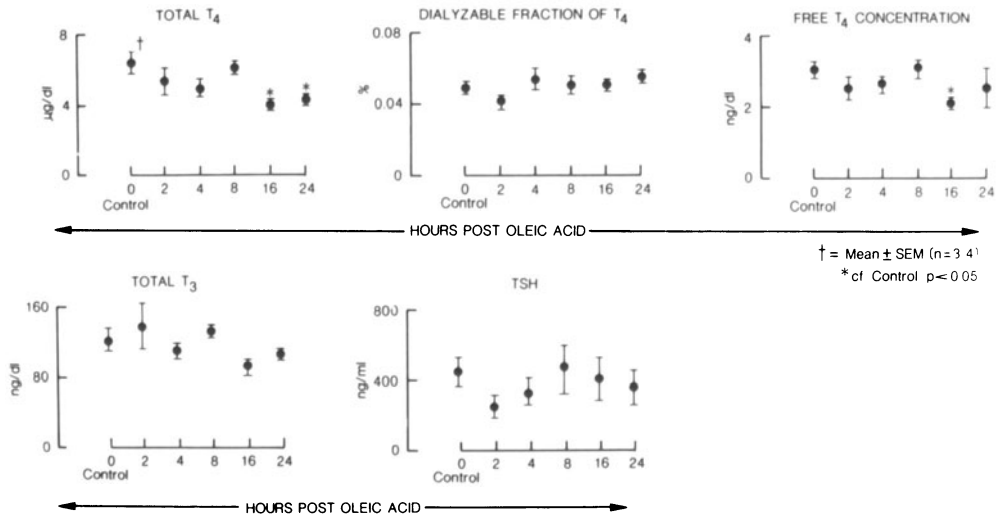 TOTAL T4
8
4
0
µg/dl
†
*
*
0 2 4 8 16 24
Control
DIALYZABLE FRACTION OF T4
0.08
0.04
0
%
0 2 4 8 16 24
Control
FREE T4 CONCENTRATION
4
2
0
ng/dl
*
0 2 4 8 16 24
Control
HOURS POST OLEIC ACID
† = Mean ± SEM (n=3 4)
*cf Control p<0 05
TOTAL T3
160
80
0
ng/dl
0 2 4 8 16 24
Control
TSH
800
400
0
ng/ml
0 2 4 8 16 24
Control
HOURS POST OLEIC ACID